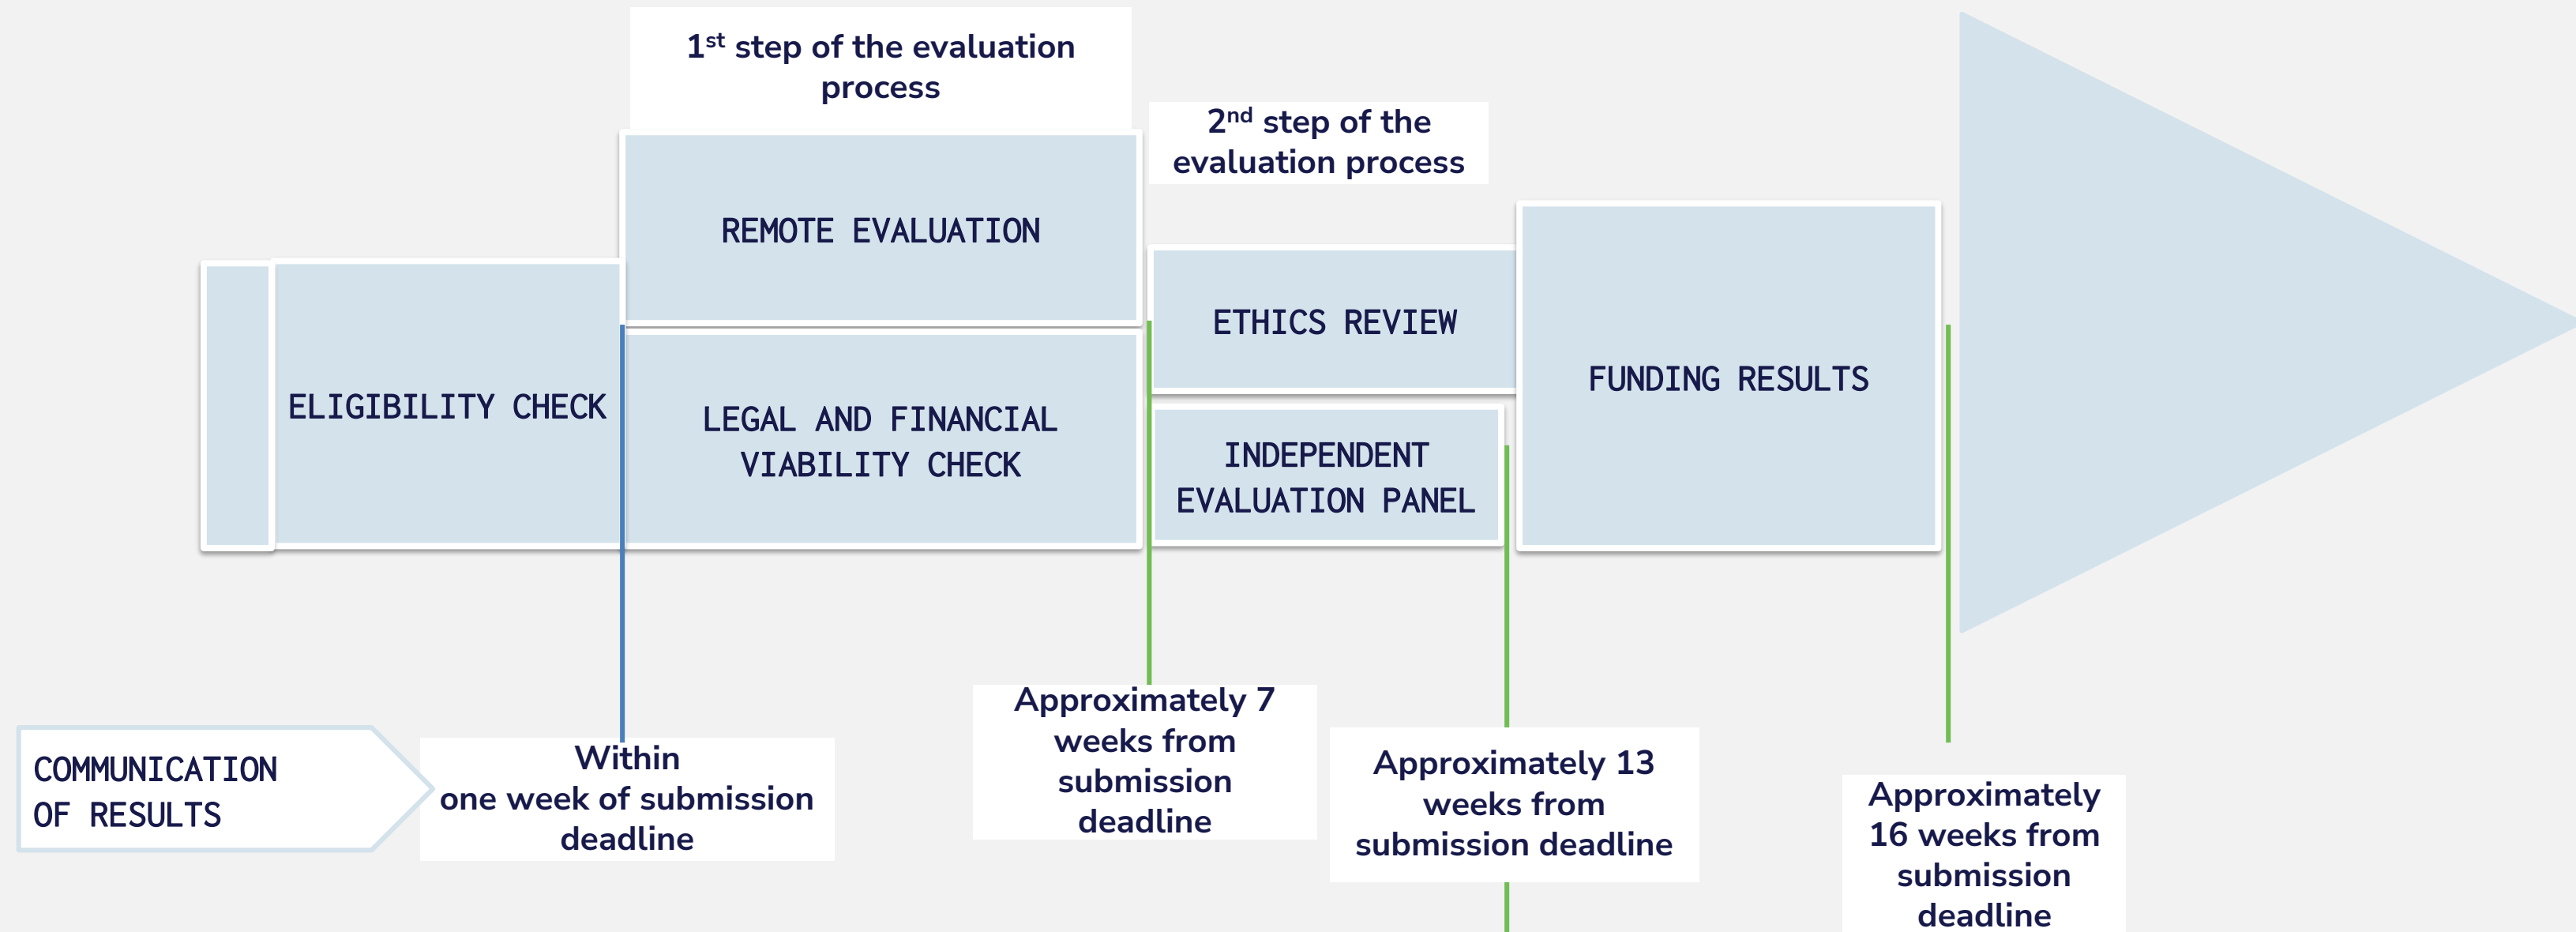 1st step of the evaluation
process
2nd step of the
evaluation process
REMOTE EVALUATION
ELIGIBILITY CHECK
LEGAL AND FINANCIAL
VIABILITY CHECK
ETHICS REVIEW
INDEPENDENT
EVALUATION PANEL
FUNDING RESULTS
COMMUNICATION
OF RESULTS
Within
one week of submission
deadline
Approximately 7
weeks from
submission
deadline
Approximately 13
weeks from
submission deadline
Approximately
16 weeks from
submission
deadline